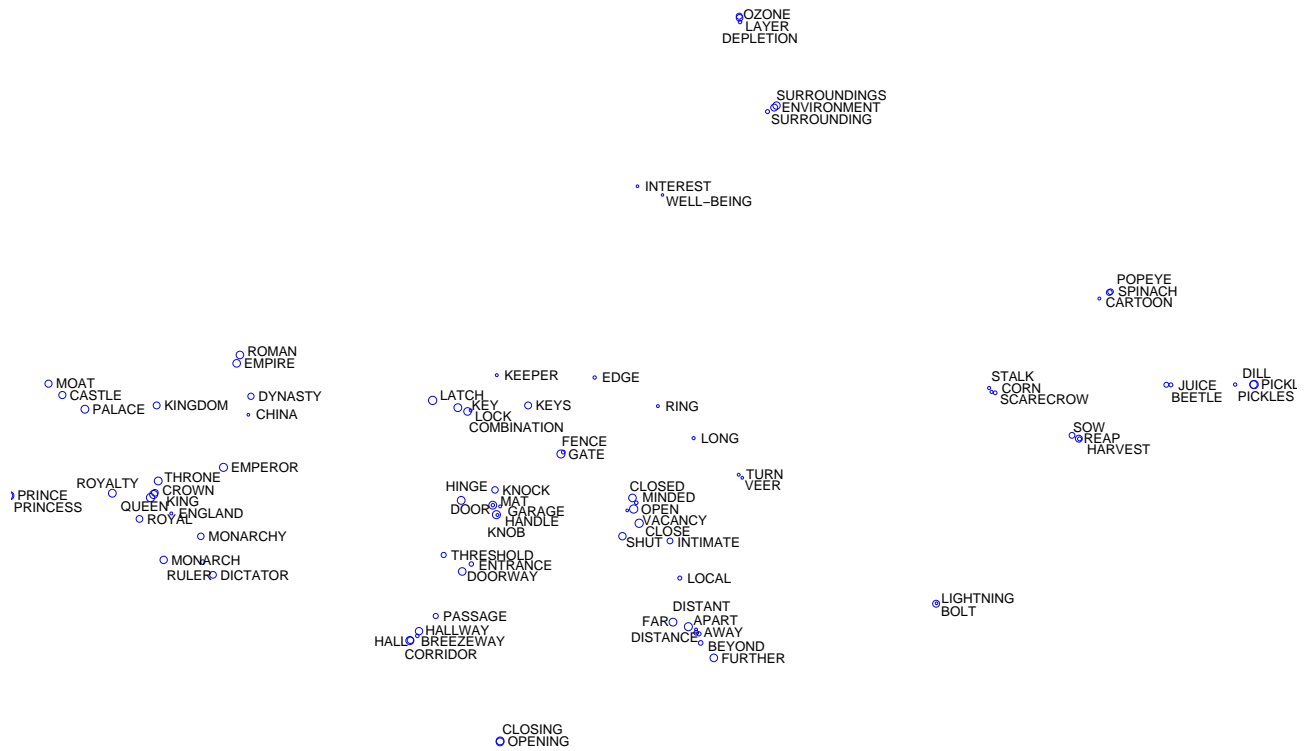 OZONE
LAYER
DEPLETION
SURROUNDINGS
ENVIRONMENT
SURROUNDING
INTEREST
WELL−BEING
POPEYE
SPINACH
CARTOON
ROMAN
EMPIRE
MOAT
CASTLE
PALACE
KINGDOM
DYNASTY
CHINA
KEEPER
EDGE
LATCH
KEY
KEYS
LOCK
COMBINATION
RING
LONG
FENCE
GATE
STALK
CORN
SCARECROW
JUICE
BEETLE
DILL
PICKL
PICKLES
SOW
REAP
HARVEST
EMPEROR
THRONE
ROYALTY
CROWN
KING
QUEEN
ENGLAND
ROYAL
PRINCE
PRINCESS
MONARCHY
MONARCH
RULER
DICTATOR
TURN
VEER
HINGE
KNOCK
MAT
DOOR
GARAGE
HANDLE
KNOB
CLOSED
MINDED
OPEN
VACANCY
CLOSE
SHUT
INTIMATE
THRESHOLD
ENTRANCE
DOORWAY
LOCAL
LIGHTNING
BOLT
PASSAGE
HALLWAY
HALL
BREEZEWAY
CORRIDOR
DISTANT
FAR
APART
DISTANCE
AWAY
BEYOND
FURTHER
CLOSING
OPENING